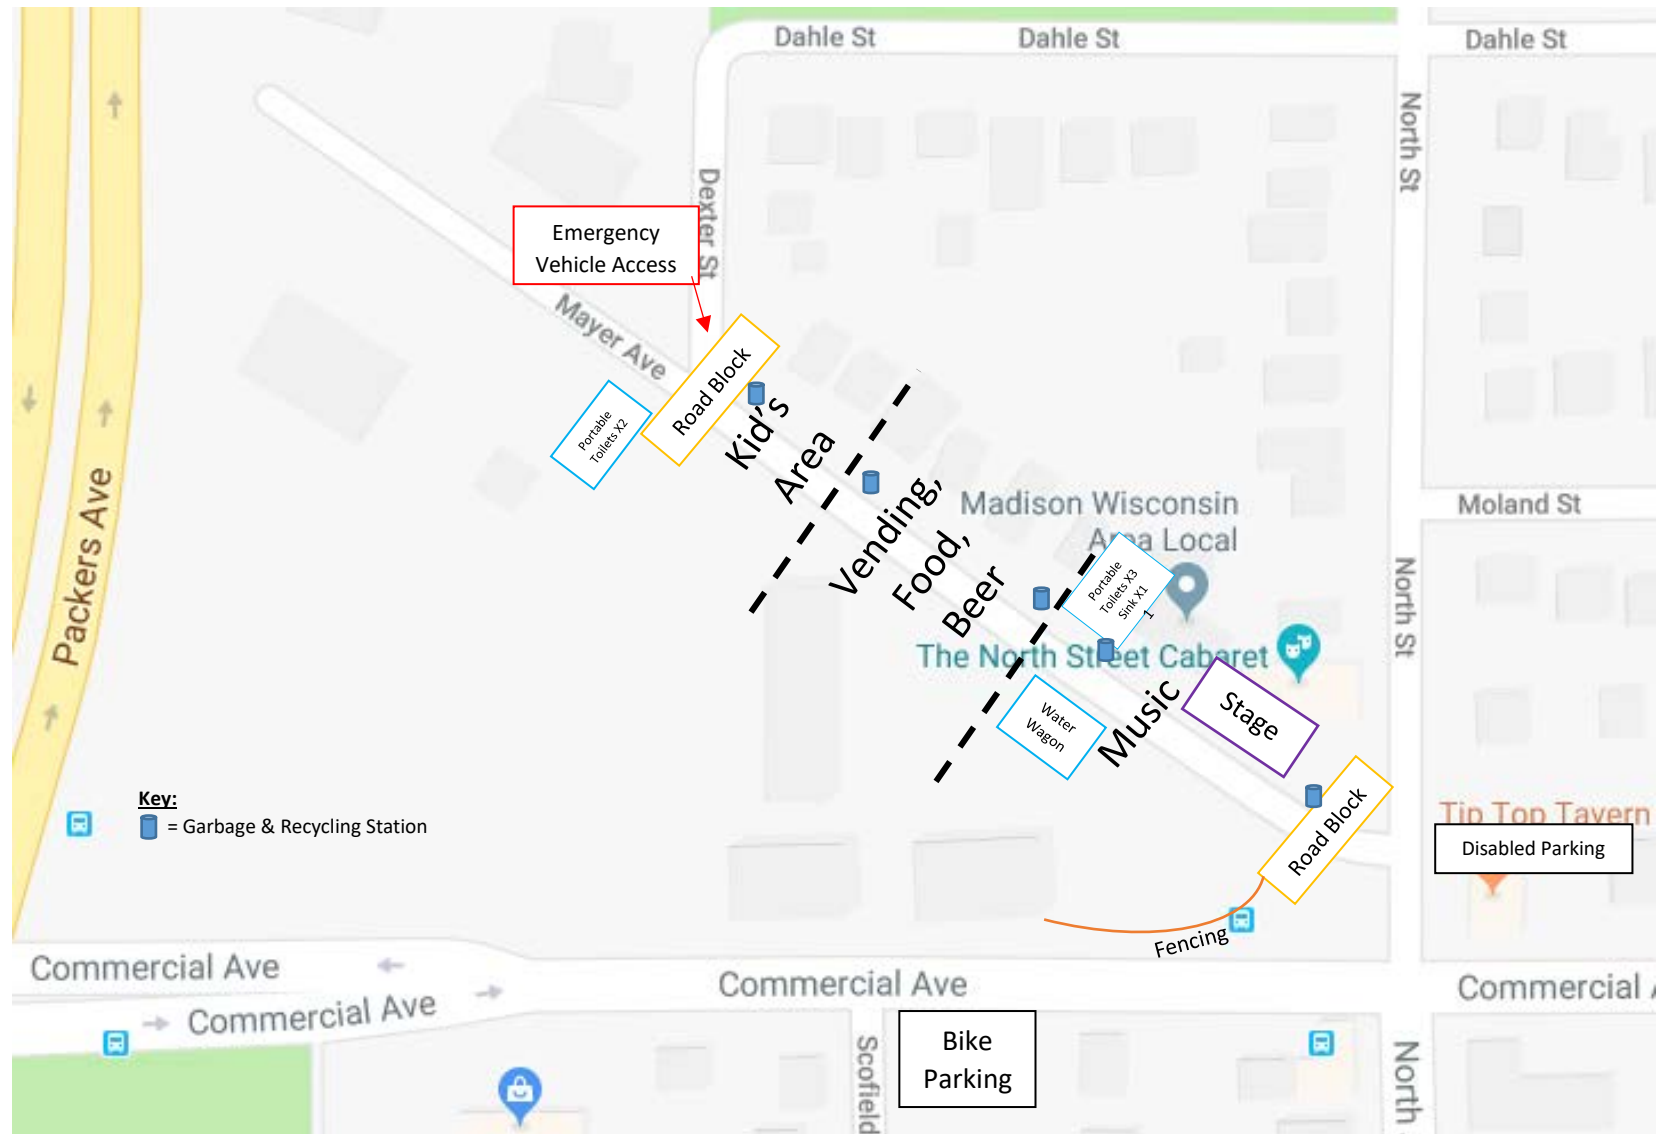 Dahle St
Dahle St
Dahle St
North St
Dexter St
Emergency
Vehicle Access
Mayer Ave
Road Block
Portable
Toilets X2
Kid's
Area
Vending,
Food,
Beer
Madison Wisconsin
Area Local
Moland St
Portable
Toilets X3
Sink X1
1
North St
Packers Ave
The North Street Cabaret
Water
Wagon
Music
Stage
Key:
= Garbage & Recycling Station
Road Block
Tip Top Tavern
Disabled Parking
Fencing
Commercial Ave
Commercial Ave
Commercial Ave
Commercial
Scofield
Bike
Parking
North